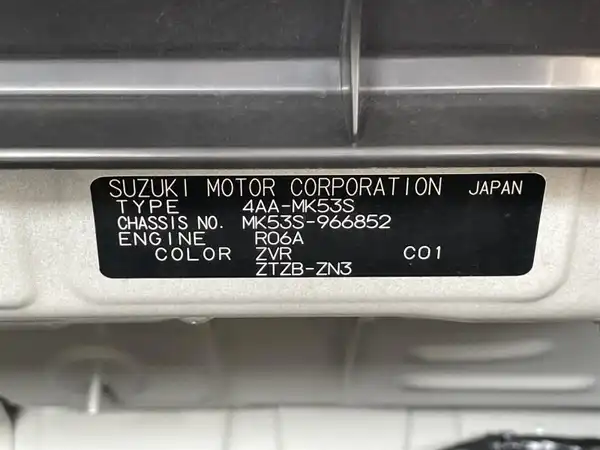 SUZUKI MOTOR CORPORATION JAPAN
TYPE 4AA-MK53S
CHASSIS NO. MK53S-966852
ENGINE R06A
COLOR ZVR C01
ZTZB-ZN3